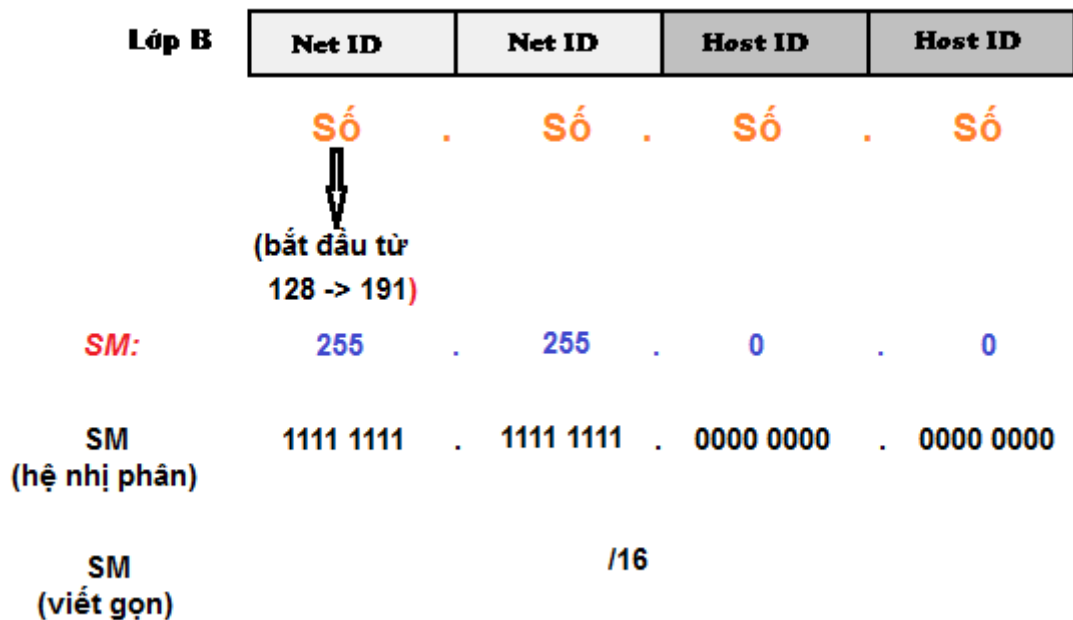 Lớp B Net ID Net ID Host ID Host ID
Số . Số . Số . Số
(bắt đầu từ
128 -> 191)
SM: 255 . 255 . 0 . 0
SM 1111 1111 . 1111 1111 . 0000 0000 . 0000 0000
(hệ nhị phân)
/16
SM
(viết gọn)